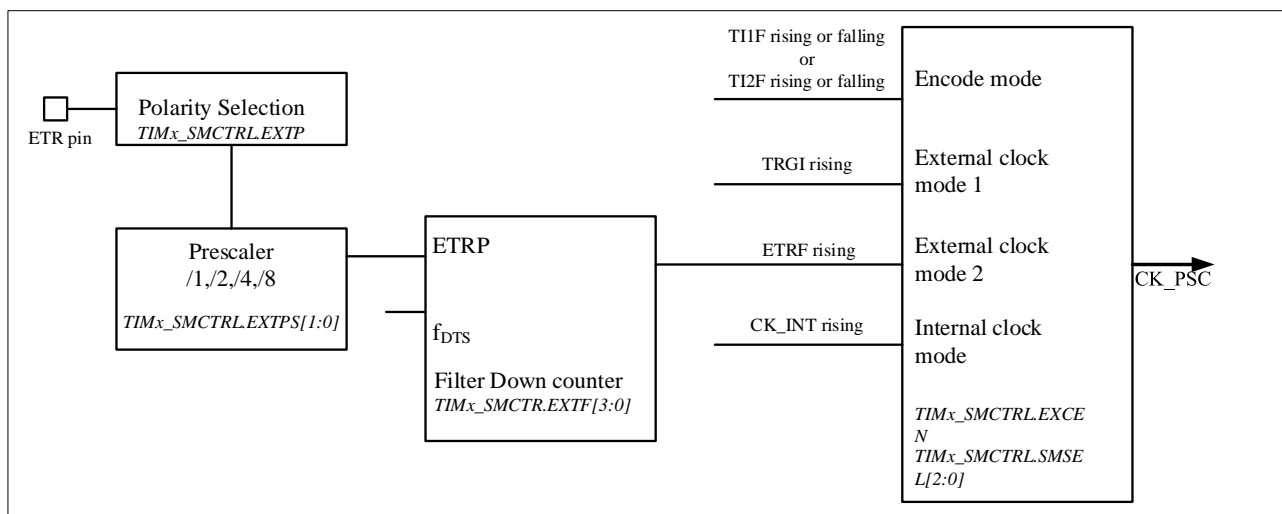 ETR pin
Polarity Selection
TIMx_SMCTRL.EXTP
Prescaler
/1,/2,/4,/8
TIMx_SMCTRL.EXTPS[1:0]
ETRP
fDTS
Filter Down counter
TIMx_SMCTR.EXTF[3:0]
TI1F rising or falling
or
TI2F rising or falling
TRGI rising
ETRF rising
CK_INT rising
Encode mode
External clock
mode 1
External clock
mode 2
Internal clock
mode
TIMx_SMCTRL.EXCE
N
TIMx_SMCTRL.SMSE
L[2:0]
CK_PSC